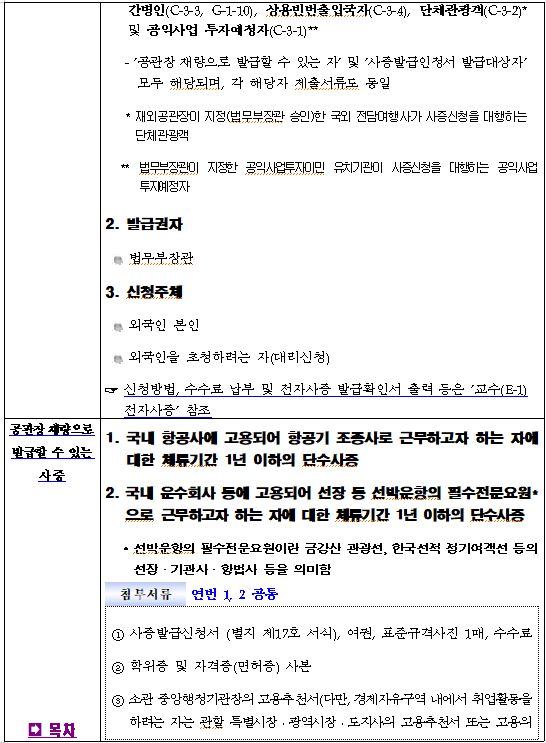 간병인(C-3-3, G-1-10), 상용빈번출입국자(C-3-4), 단체관광객(C-3-2)*
및 공익사업 투자예정자(C-3-1)**
- '공관장 재량으로 발급할 수 있는 자' 및 '사증발급인정서 발급대상자'
모두 해당되며, 각 해당자 제출서류도 동일
* 재외공관장이 지정(법무부장관 승인)한 국외 전담여행사가 사증신청을 대행하는
단체관광객
** 법무부장관이 지정한 공익사업투자이민 유치기관이 사증신청을 대행하는 공익사업
투자예정자
2. 발급권자
법무부장관
3. 신청주체
외국인 본인
외국인을 초청하려는 자(대리신청)
☞ 신청방법, 수수료 납부 및 전자사증 발급확인서 출력 등은 '교수(E-1)
전자사증' 참조
공관장 재량으로
발급할 수 있는
사증
1. 국내 항공사에 고용되어 항공기 조종사로 근무하고자 하는 자에
대한 체류기간 1년 이하의 단수사증
2. 국내 운수회사 등에 고용되어 선장 등 선박운항의 필수전문요원*
으로 근무하고자 하는 자에 대한 체류기간 1년 이하의 단수사증
• 선박운항의 필수전문요원이란 금강산 관광선, 한국선적 정기여객선 등의
선장·기관사·항법사 등을 의미함
첨부서류 연번 1, 2 공통
① 사증발급신청서 (별지 제17호 서식), 여권, 표준규격사진 1매, 수수료
② 학위증 및 자격증(면허증) 사본
③ 소관 중앙행정기관장의 고용추천서(다만, 경제자유구역 내에서 취업활동을
하려는 자는 관할 특별시장·광역시장·도지사의 고용추천서 또는 고용의
목차